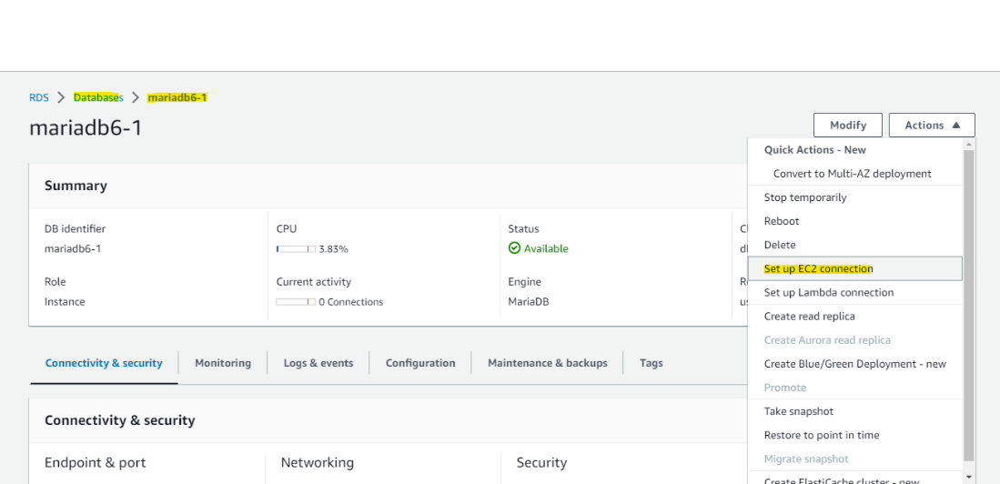 RDS > Databases > mariadb6-1
mariadb6-1
Modify
Actions
Quick Actions - New
Convert to Multi-AZ deployment
Stop temporarily
Reboot
Delete
Set up EC2 connection
Set up Lambda connection
Create read replica
Create Aurora read replica
Create Blue/Green Deployment - new
Promote
Take snapshot
Restore to point in time
Migrate snapshot
Create ElastiCache cluster - new
Summary
DB identifier
mariadb6-1
CPU
3.83%
Status
Available
Role
Instance
Current activity
0 Connections
Engine
MariaDB
Connectivity & security
Monitoring
Logs & events
Configuration
Maintenance & backups
Tags
Connectivity & security
Endpoint & port
Networking
Security